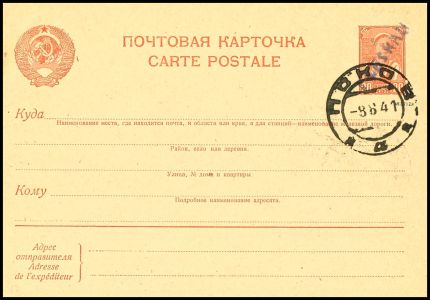 ПОЧТОВАЯ КАРТОЧКА
CARTE POSTALE
-8 6 41
Куда
Наименование места, где находится почта, и области или края, а для станций—наименование железной дороги.
Район, село или деревня.
Улица, № дома и квартиры.
Кому
Подробное наименование адресата.
Адрес
отправителя
Adresse
de l'expéditeur